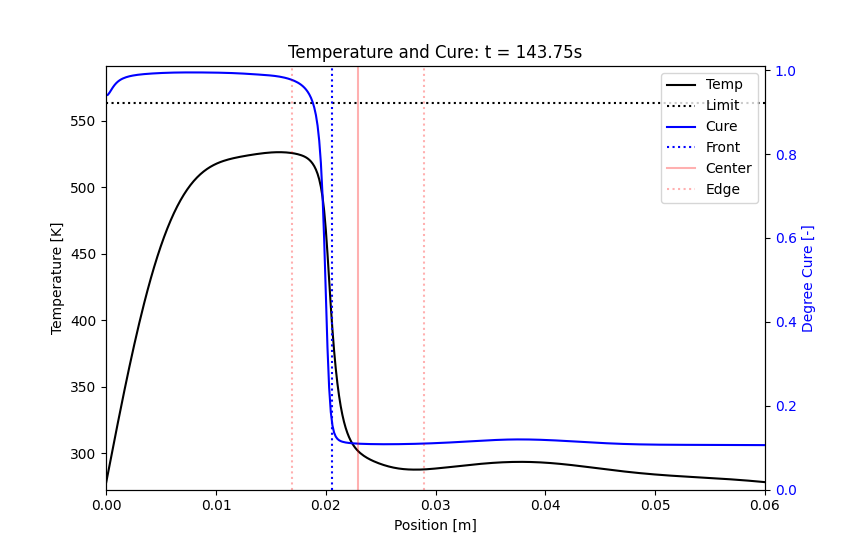 Temperature and Cure: t = 143.75s
Temp
Limit
Cure
Front
Center
Edge
Temperature [K]
550
500
450
400
350
300
Degree Cure [-]
1.0
0.8
0.6
0.4
0.2
0.0
0.00 0.01 0.02 0.03 0.04 0.05 0.06
Position [m]